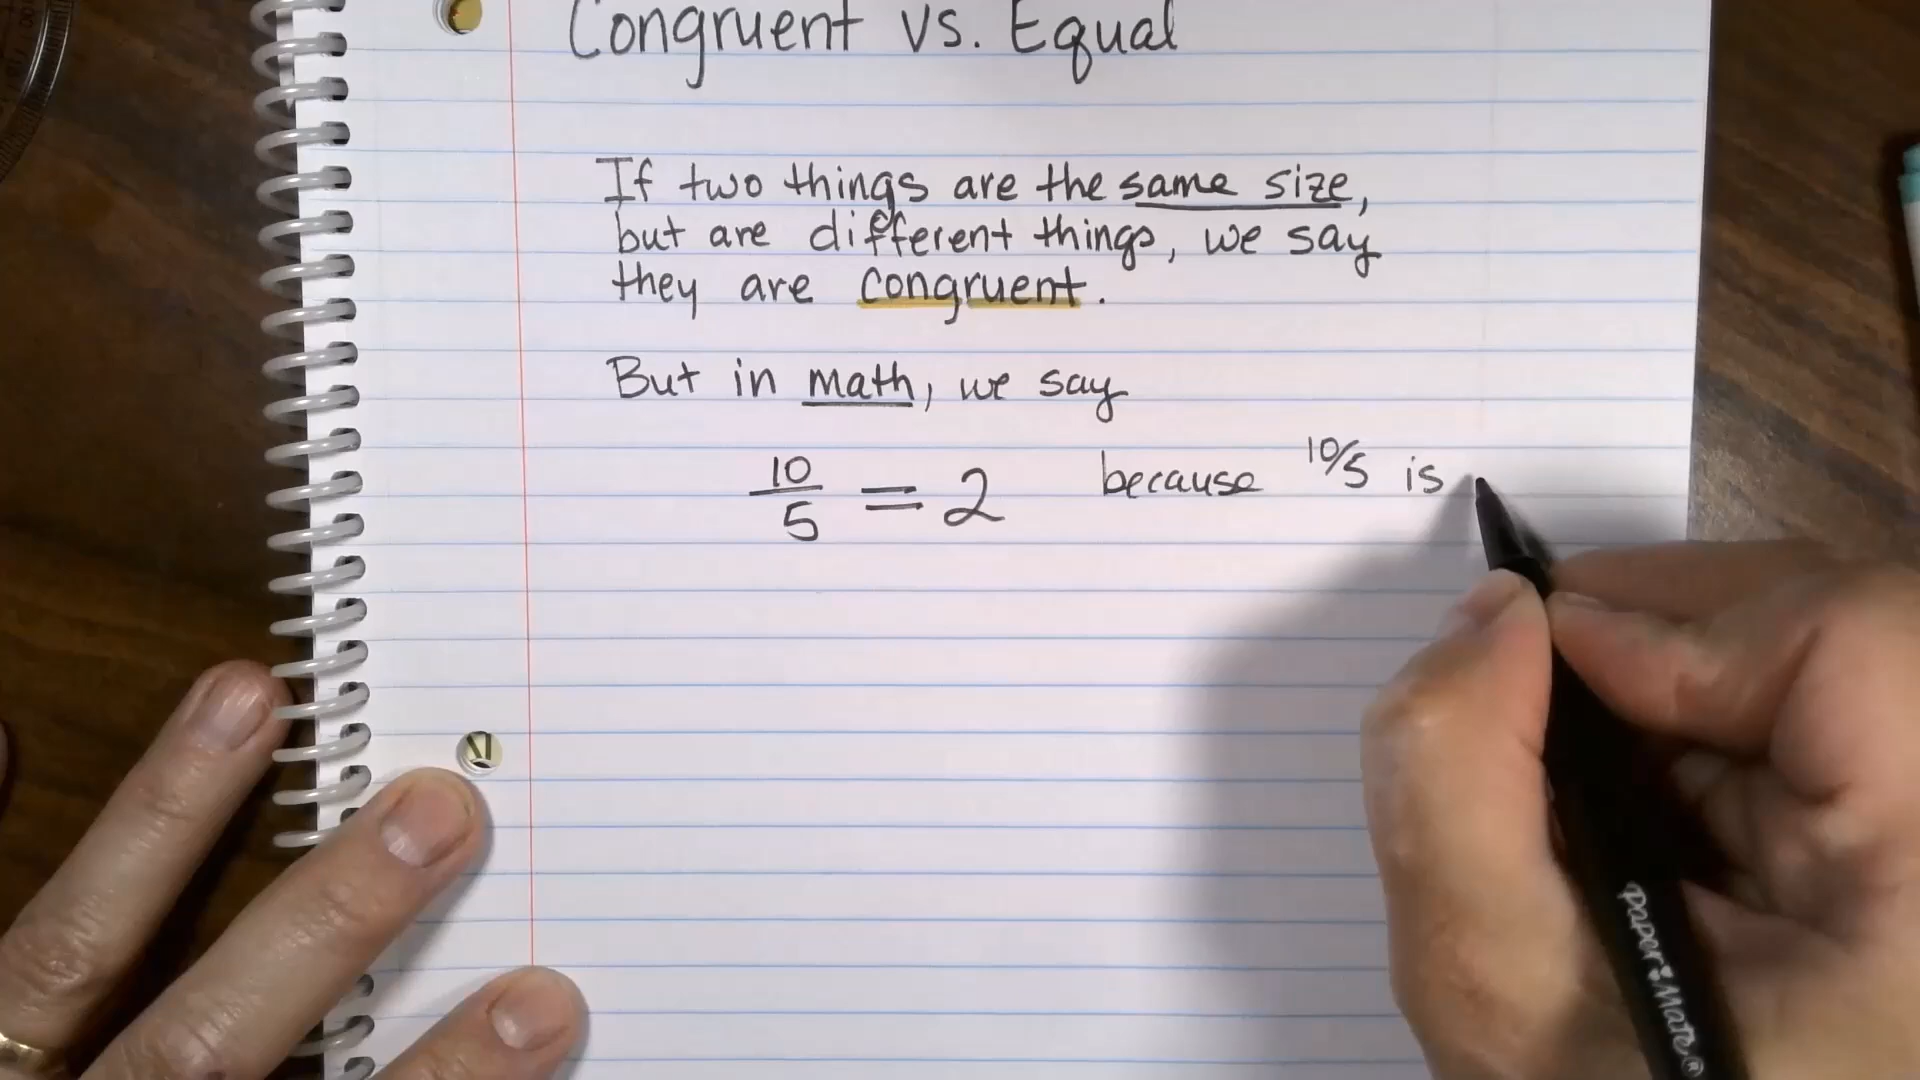 Congruent vs. Equal
If two things are the same size,
but are different things, we say
they are congruent.
But in math, we say
10/5 = 2 because 10/5 is
paper mate®